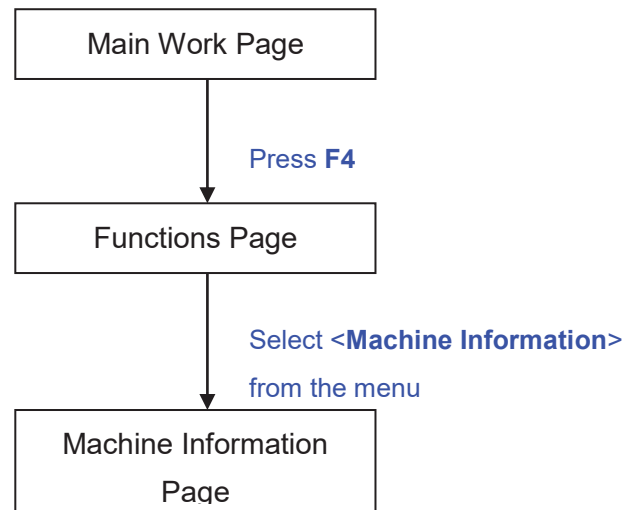 Main Work Page
Press F4
Functions Page
Select <Machine Information>
from the menu
Machine Information
Page